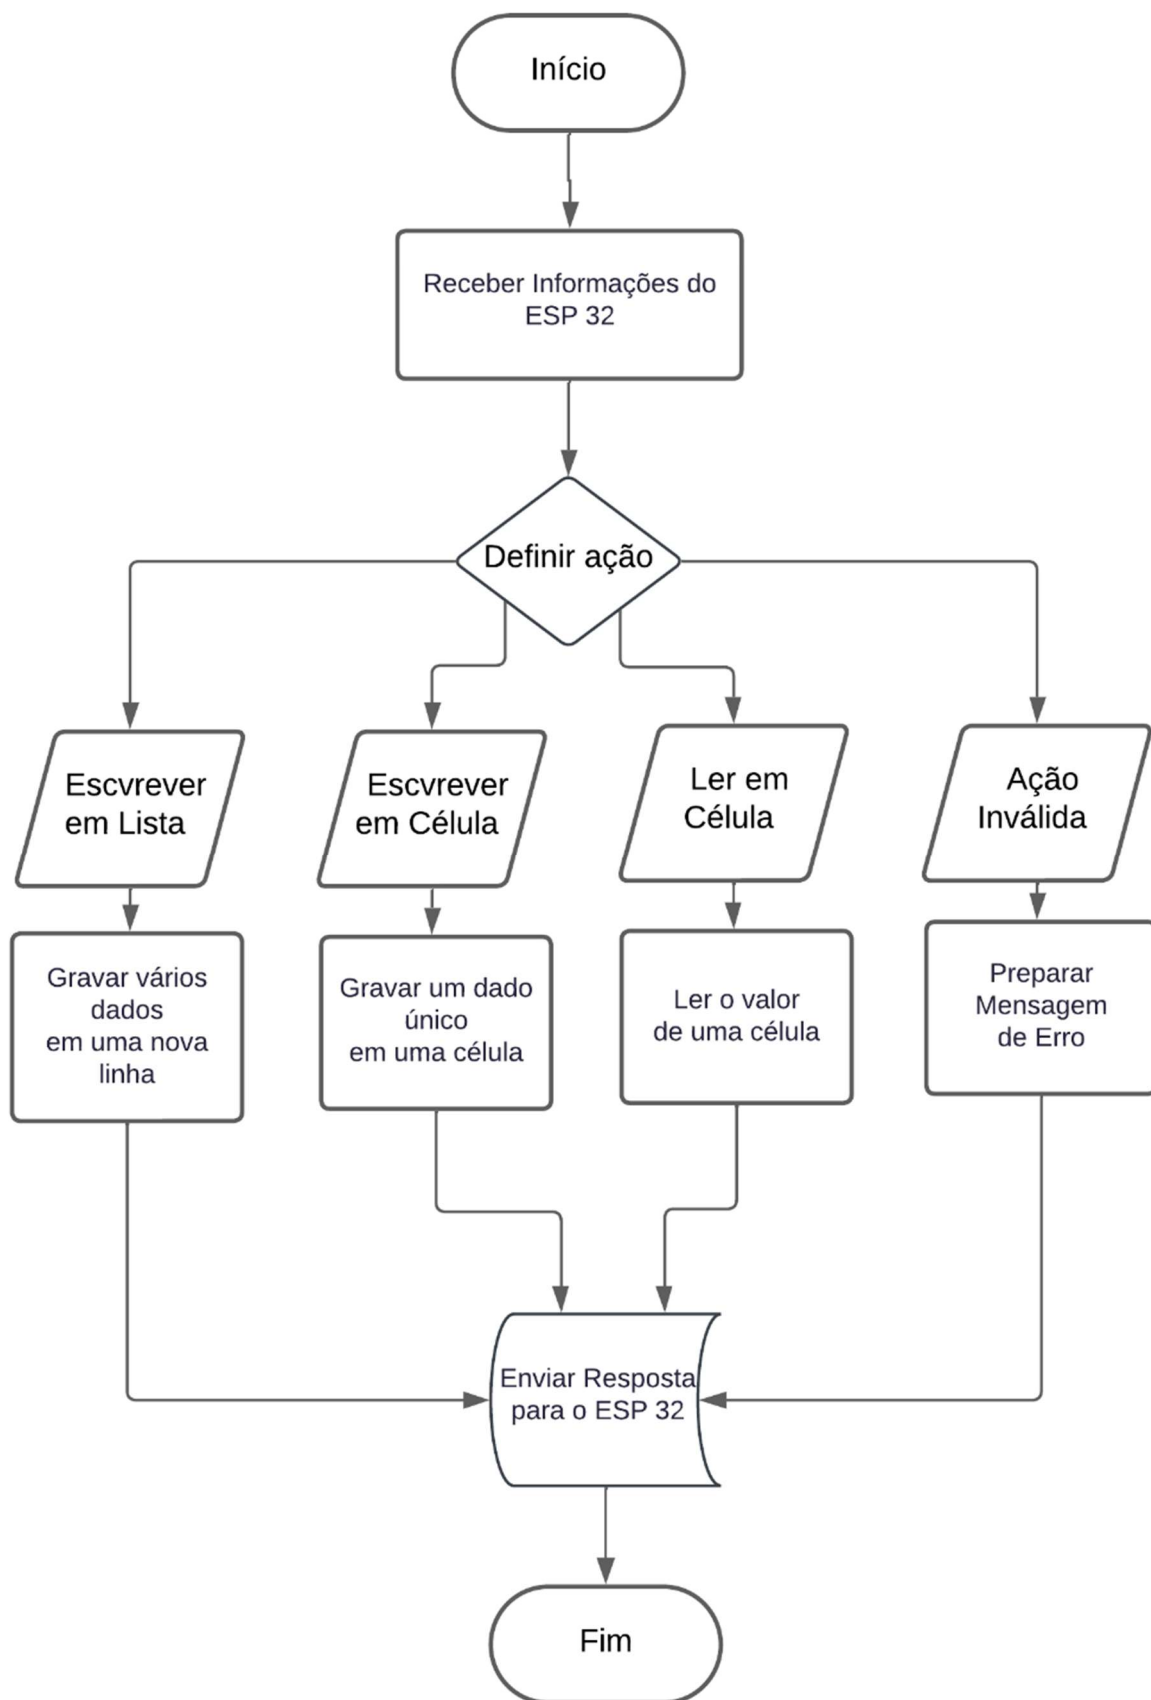 Início
Receber Informações do
ESP 32
Definir ação
Escvrever
em Lista
Escvrever
em Célula
Ler em
Célula
Ação
Inválida
Gravar vários
dados
em uma nova
linha
Gravar um dado
único
em uma célula
Ler o valor
de uma célula
Preparar
Mensagem
de Erro
Enviar Resposta
para o ESP 32
Fim